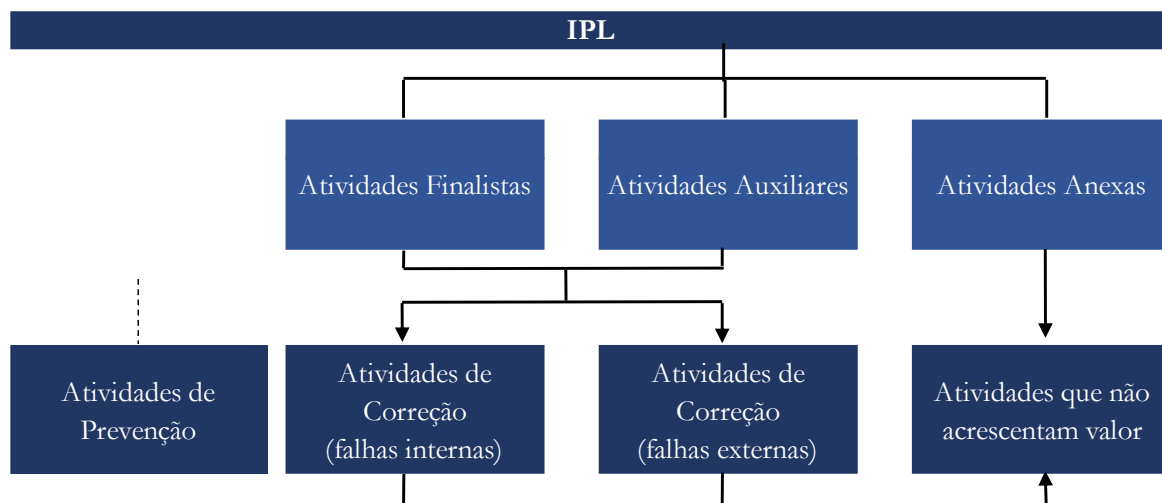 IPL
Atividades Finalistas
Atividades Auxiliares
Atividades Anexas
Atividades de
Prevenção
Atividades de
Correção
(falhas internas)
Atividades de
Correção
(falhas externas)
Atividades que não
acrescentam valor